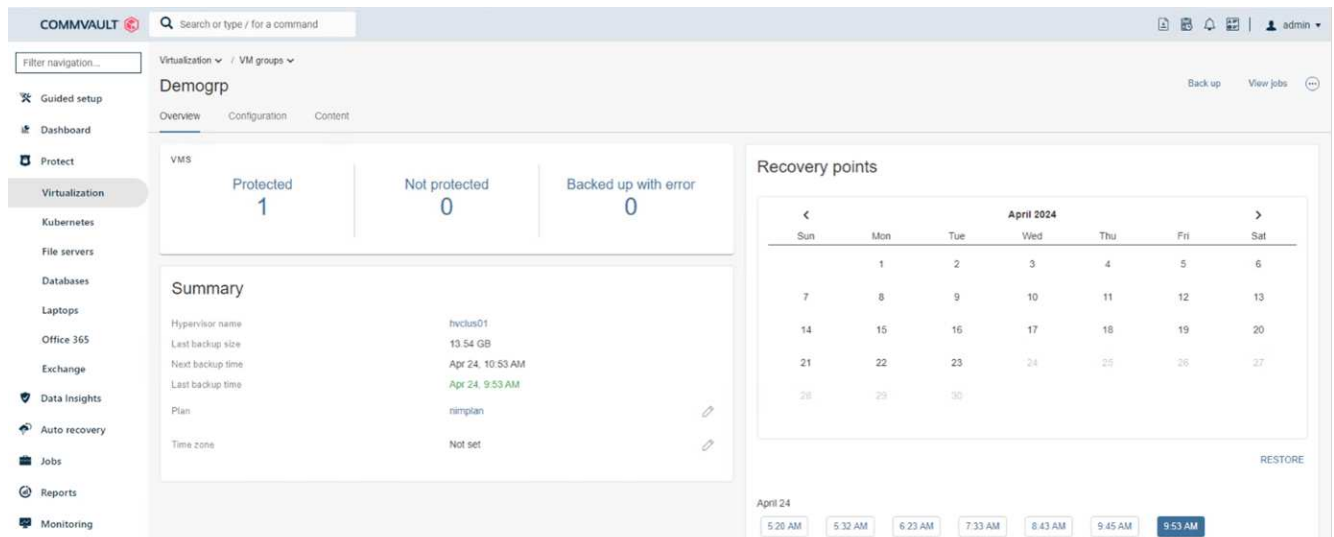 COMMVAULT
Search or type / for a command
admin
Filter navigation...
Guided setup
Dashboard
Protect
Virtualization
Kubernetes
File servers
Databases
Laptops
Office 365
Exchange
Data Insights
Auto recovery
Jobs
Reports
Monitoring
Virtualization / VM groups
Demogrp
Back up View jobs
Overview Configuration Content
VMS
Protected Not protected Backed up with error
1 0 0
Summary
Hypervisor name hvclus01
Last backup size 13.54 GB
Next backup time Apr 24, 10:53 AM
Last backup time Apr 24, 9:53 AM
Plan nimplan
Time zone Not set
Recovery points
< April 2024 >
Sun Mon Tue Wed Thu Fri Sat
1 2 3 4 5 6
7 8 9 10 11 12 13
14 15 16 17 18 19 20
21 22 23 24 25 26 27
28 29 30
RESTORE
April 24
5:20 AM 5:32 AM 6:23 AM 7:33 AM 8:43 AM 9:45 AM 9:53 AM